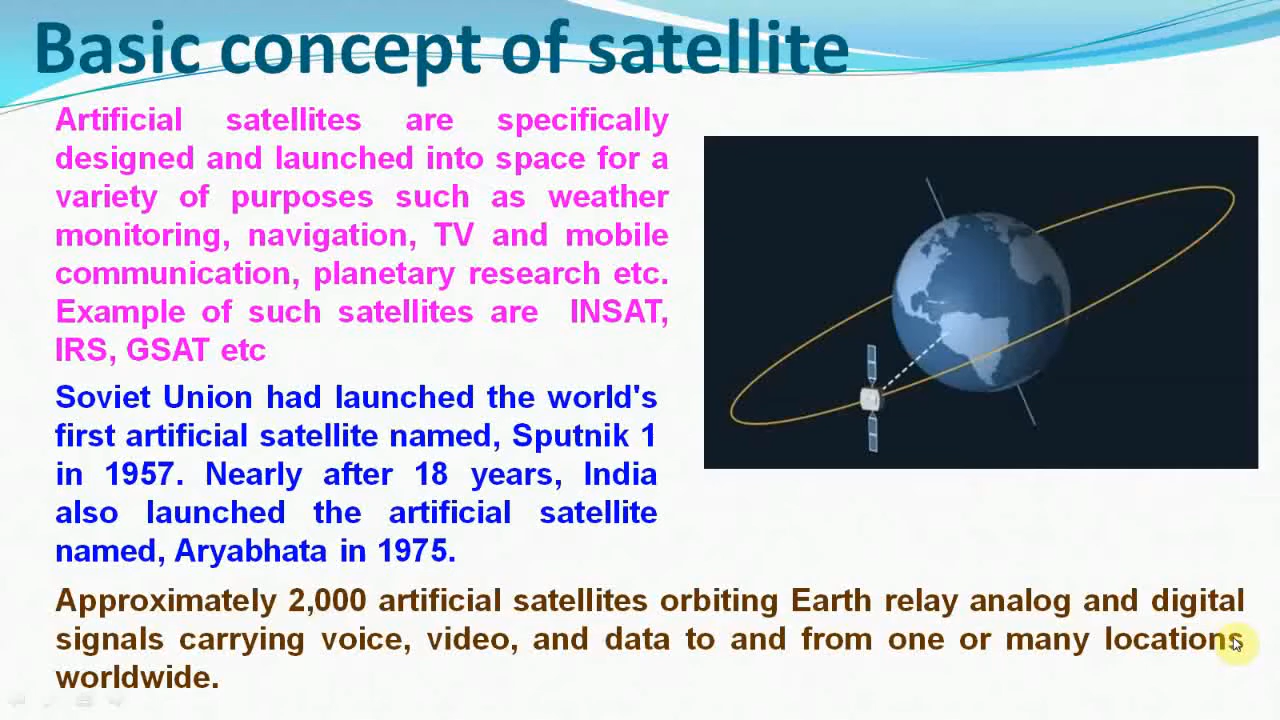 Basic concept of satellite
Artificial satellites are specifically
designed and launched into space for a
variety of purposes such as weather
monitoring, navigation, TV and mobile
communication, planetary research etc.
Example of such satellites are INSAT,
IRS, GSAT etc
Soviet Union had launched the world's
first artificial satellite named, Sputnik 1
in 1957. Nearly after 18 years, India
also launched the artificial satellite
named, Aryabhata in 1975.
Approximately 2,000 artificial satellites orbiting Earth relay analog and digital
signals carrying voice, video, and data to and from one or many locations
worldwide.